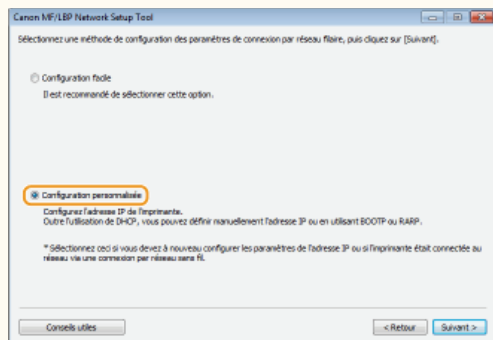 Canon MF/LBP Network Setup Tool
Sélectionnez une méthode de configuration des paramètres de connexion par réseau filaire, puis cliquez sur [Suivant].
Configuration facile
Il est recommandé de sélectionner cette option.
Configuration personnalisée
Configurez l'adresse IP de l'imprimante.
Outre l'utilisation de DHCP, vous pouvez définir manuellement l'adresse IP ou en utilisant BOOTP ou RARP.
* Sélectionnez ceci si vous devez à nouveau configurer les paramètres de l'adresse IP ou si l'imprimante était connectée au
réseau via une connexion par réseau sans fil.
Conseils utiles
< Retour
Suivant >